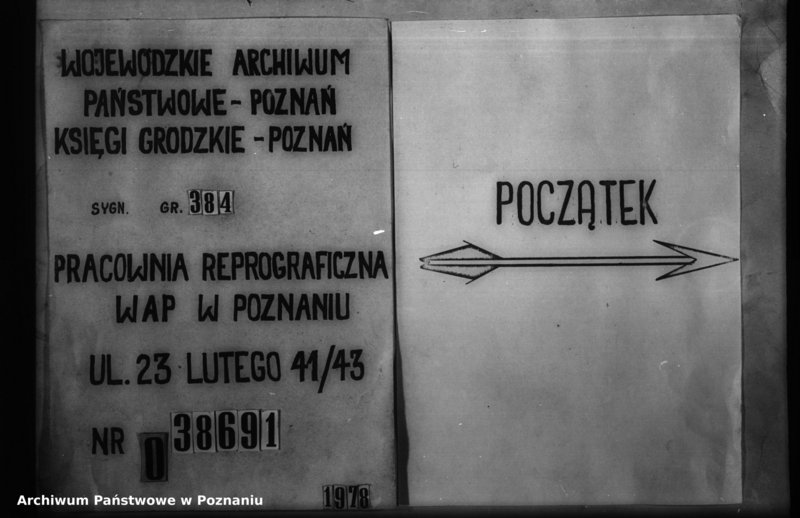 WOJEWÓDZKIE ARCHIWUM
PAŃSTWOWE - POZNAŃ
KSIĘGI GRODZKIE - POZNAŃ
SYGN. GR. 384
PRACOWNIA REPROGRAFICZNA
WAP W POZNANIU
UL. 23 LUTEGO 41/43
NR 0 38691
1978
POCZĄTEK
Archiwum Państwowe w Poznaniu